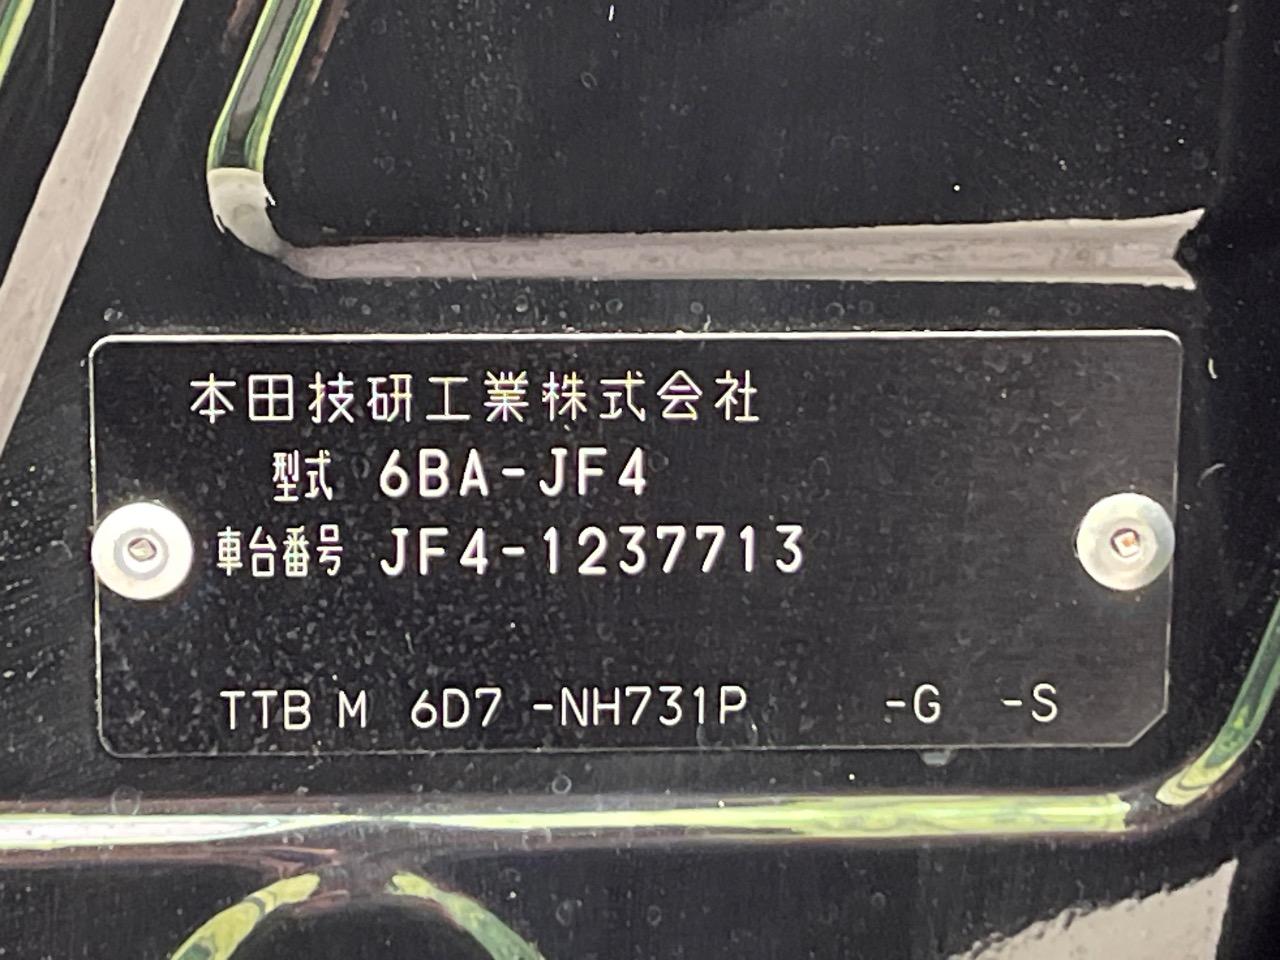 本田技研工業株式会社
型式 6BA-JF4
車台番号 JF4-1237713
TTB M 6D7 -NH731P -G -S